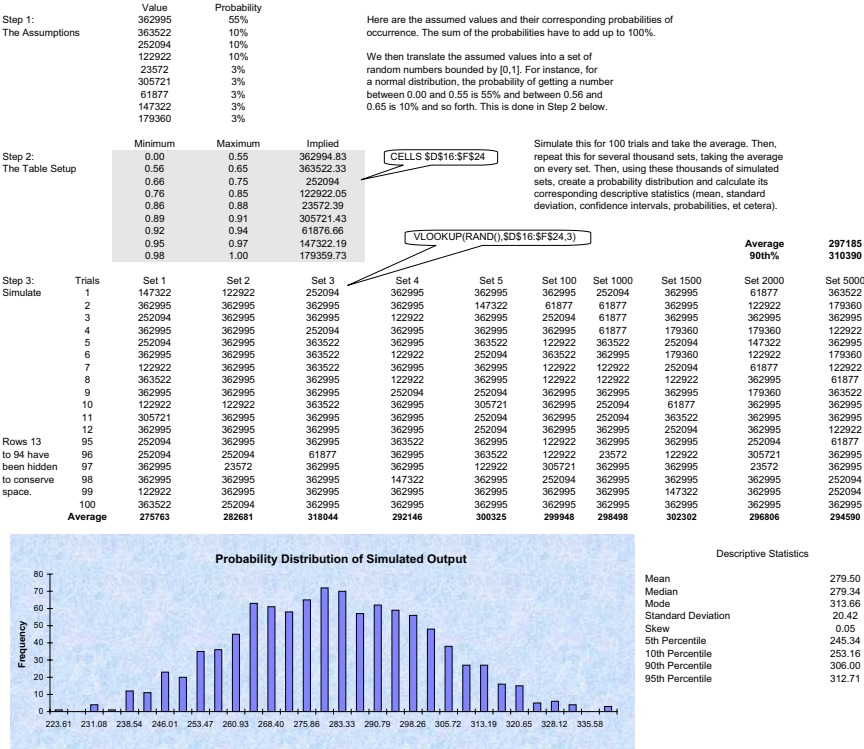 Value Probability
Step 1: 362995 55% Here are the assumed values and their corresponding probabilities of
The Assumptions 363522 10% occurrence. The sum of the probabilities have to add up to 100%.
252094 10%
122922 10% We then translate the assumed values into a set of
23572 3% random numbers bounded by [0,1]. For instance, for
305721 3% a normal distribution, the probability of getting a number
61877 3% between 0.00 and 0.55 is 55% and between 0.56 and
147322 3% 0.65 is 10% and so forth. This is done in Step 2 below.
179360 3%
Minimum Maximum Implied Simulate this for 100 trials and take the average. Then,
Step 2: 0.00 0.55 362994.83 CELLS $D$16:$F$24 repeat this for several thousand sets, taking the average
The Table Setup 0.56 0.65 363522.33 on every set. Then, using these thousands of simulated
0.66 0.75 252094 sets, create a probability distribution and calculate its
0.76 0.85 122922.05 corresponding descriptive statistics (mean, standard
0.86 0.88 23572.39 deviation, confidence intervals, probabilities, et cetera).
0.89 0.91 305721.43
0.92 0.94 61876.66 VLOOKUP(RAND(),$D$16:$F$24,3)
0.95 0.97 147322.19 Average 297185
0.98 1.00 179359.73 90th% 310390
Step 3: Trials Set 1 Set 2 Set 3 Set 4 Set 5 Set 100 Set 1000 Set 1500 Set 2000 Set 5000
Simulate 1 147322 122922 252094 362995 362995 362995 252094 362995 61877 363522
2 362995 362995 362995 362995 147322 61877 61877 362995 122922 179360
3 252094 362995 362995 122922 362995 252094 61877 362995 362995 362995
4 362995 362995 252094 362995 362995 362995 61877 179360 179360 122922
5 252094 362995 363522 362995 363522 122922 363522 252094 147322 362995
6 362995 362995 363522 362995 252094 363522 362995 179360 122922 179360
7 122922 362995 363522 122922 252094 122922 122922 252094 61877 122922
8 363522 363522 362995 122922 362995 122922 122922 122922 362995 61877
9 362995 362995 362995 252094 252094 362995 362995 362995 179360 363522
10 122922 122922 363522 362995 305721 362995 252094 61877 362995 362995
11 305721 362995 362995 362995 252094 362995 252094 363522 362995 362995
12 362995 362995 362995 362995 252094 362995 362995 252094 362995 122922
Rows 13 95 252094 362995 362995 363522 362995 122922 362995 362995 252094 61877
to 94 have 96 252094 252094 61877 362995 363522 122922 23572 122922 305721 362995
been hidden 97 362995 23572 362995 362995 122922 305721 362995 362995 23572 362995
to conserve 98 362995 362995 362995 147322 362995 252094 362995 362995 362995 252094
space. 99 122922 362995 362995 362995 362995 362995 362995 147322 362995 252094
100 363522 252094 362995 362995 362995 362995 362995 362995 362995 363522
Average 275763 282681 318044 292146 300325 299948 298498 302302 296806 294590
Probability Distribution of Simulated Output
Frequency
80
70
60
50
40
30
20
10
0
223.61 231.08 238.54 246.01 253.47 260.93 268.40 275.86 283.33 290.79 298.26 305.72 313.19 320.65 328.12 335.58
Descriptive Statistics
Mean 279.50
Median 279.34
Mode 313.66
Standard Deviation 20.42
Skew 0.05
5th Percentile 245.34
10th Percentile 253.16
90th Percentile 306.00
95th Percentile 312.71